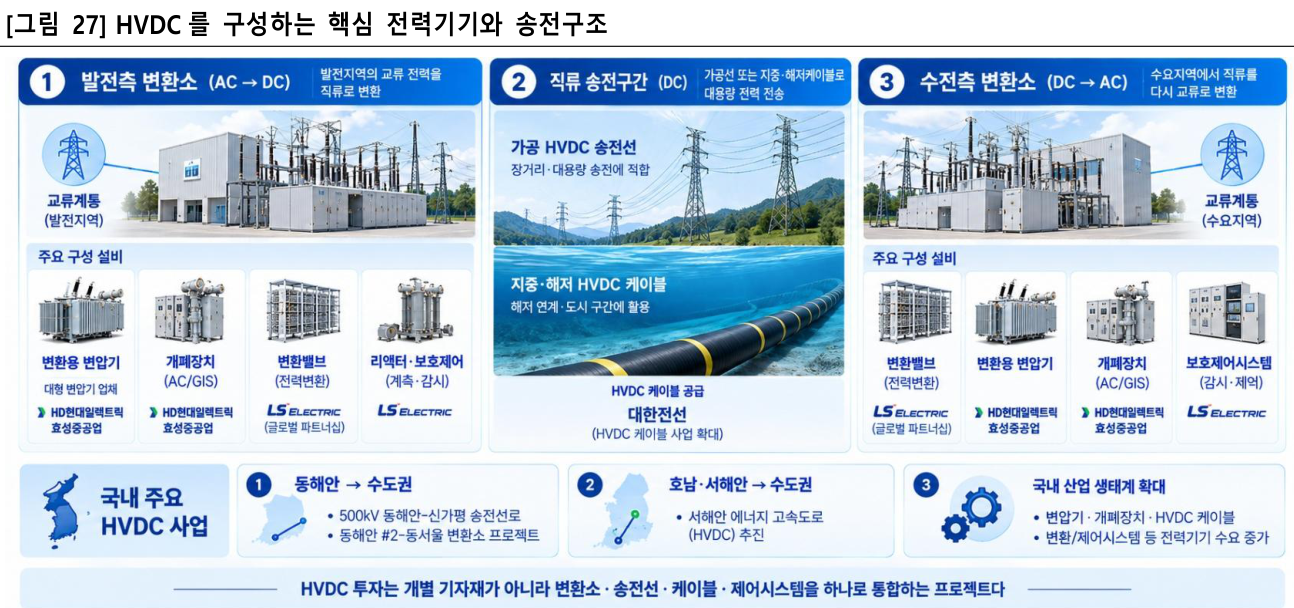 [그림 27] HVDC를 구성하는 핵심 전력기기와 송전구조
1 발전측 변환소 (AC → DC)
발전지역의 교류 전력을
직류로 변환
교류계통
(발전지역)
주요 구성 설비
변환용 변압기
대형 변압기 업체
HD현대일렉트릭
효성중공업
개폐장치
(AC/GIS)
HD현대일렉트릭
효성중공업
변환밸브
(전력변환)
LS ELECTRIC
(글로벌 파트너십)
리액터·보호제어
(계측·감시)
LS ELECTRIC
2 직류 송전구간 (DC)
가공선 또는 지중·해저케이블로
대용량 전력 전송
가공 HVDC 송전선
장거리·대용량 송전에 적합
지중·해저 HVDC 케이블
해저 연계·도시 구간에 활용
HVDC 케이블 공급
대한전선
(HVDC 케이블 사업 확대)
3 수전측 변환소 (DC → AC)
수요지역에서 직류를
다시 교류로 변환
교류계통
(수요지역)
주요 구성 설비
변환밸브
(전력변환)
LS ELECTRIC
(글로벌 파트너십)
변환용 변압기
HD현대일렉트릭
효성중공업
개폐장치
(AC/GIS)
HD현대일렉트릭
효성중공업
보호제어시스템
(감시·제어)
LS ELECTRIC
국내 주요
HVDC 사업
1 동해안 → 수도권
• 500kV 동해안-신가평 송전선로
• 동해안 #2-동서울 변환소 프로젝트
2 호남·서해안 → 수도권
• 서해안 에너지 고속도로
(HVDC) 추진
3 국내 산업 생태계 확대
• 변압기·개폐장치·HVDC 케이블
• 변환/제어시스템 등 전력기기 수요 증가
HVDC 투자는 개별 기자재가 아니라 변환소·송전선·케이블·제어시스템을 하나로 통합하는 프로젝트다